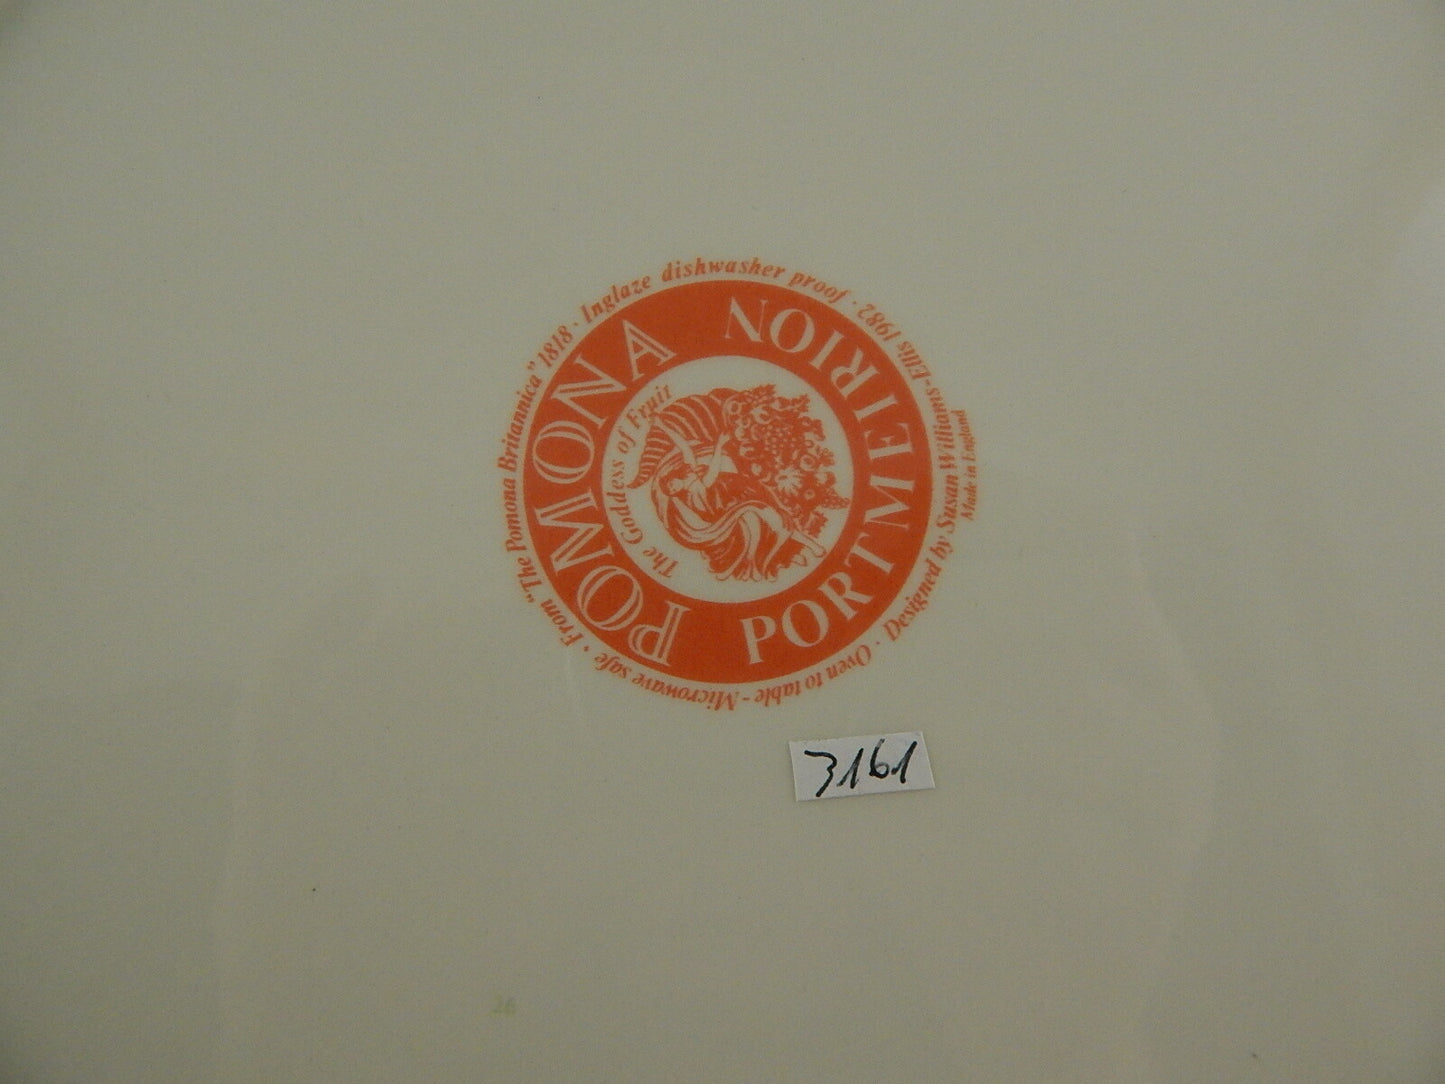 POMONA
PORTMEIRION
The Goddess of Fruit
From "The Pomona Britannica" 1818 · Inglaze dishwasher proof ·
Designed by Susan Williams-Ellis 1982
Made in England
· Oven to table - Microwave safe ·
3161
26